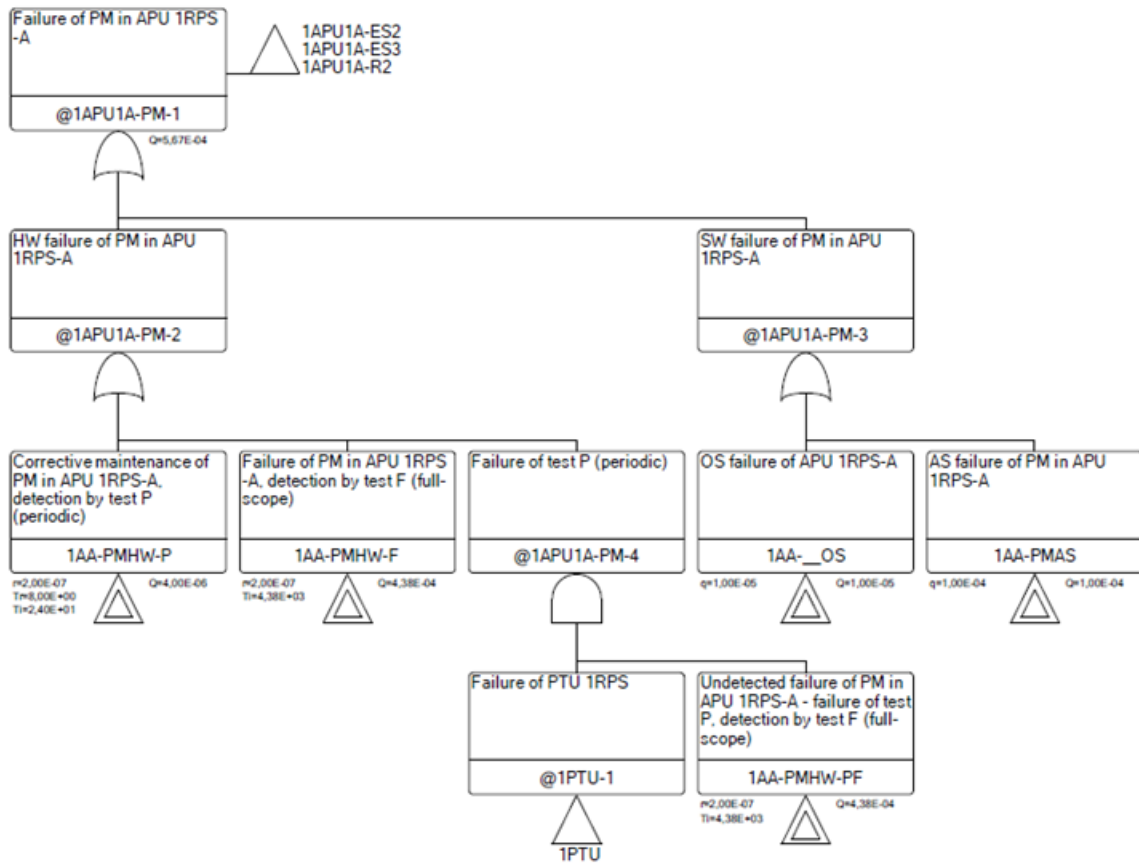 Failure of PM in APU 1RPS
-A
@1APU1A-PM-1
1APU1A-ES2
1APU1A-ES3
1APU1A-R2
Q=5,67E-04
HW failure of PM in APU
1RPS-A
@1APU1A-PM-2
SW failure of PM in APU
1RPS-A
@1APU1A-PM-3
Corrective maintenance of
PM in APU 1RPS-A,
detection by test P
(periodic)
1AA-PMHW-P
r=2,00E-07
Tr=8,00E+00
Ti=2,40E+01
Q=4,00E-06
Failure of PM in APU 1RPS
-A, detection by test F (full-
scope)
1AA-PMHW-F
r=2,00E-07
Ti=4,38E+03
Q=4,38E-04
Failure of test P (periodic)
@1APU1A-PM-4
OS failure of APU 1RPS-A
1AA-__OS
q=1,00E-05
Q=1,00E-05
AS failure of PM in APU
1RPS-A
1AA-PMAS
q=1,00E-04
Q=1,00E-04
Failure of PTU 1RPS
@1PTU-1
1PTU
Undetected failure of PM in
APU 1RPS-A - failure of test
P, detection by test F (full-
scope)
1AA-PMHW-PF
r=2,00E-07
Ti=4,38E+03
Q=4,38E-04